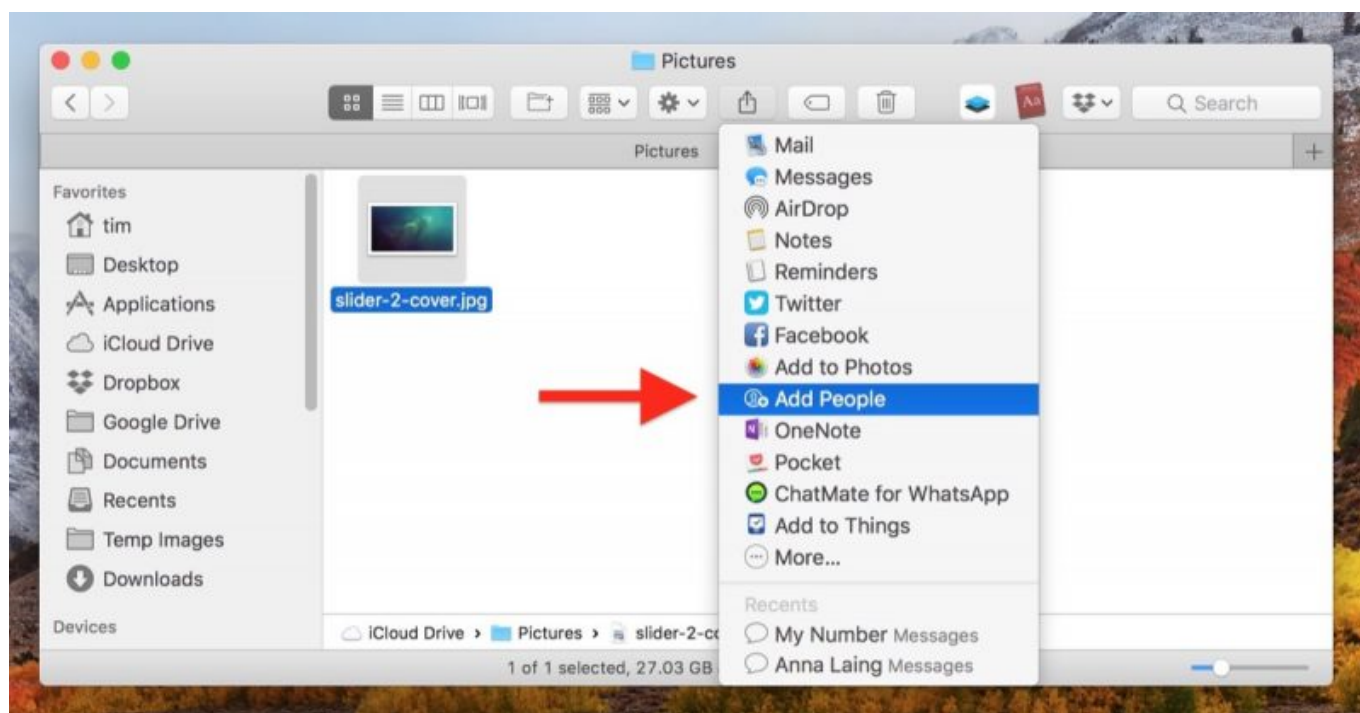 Pictures
Search
Pictures
Favorites
tim
Desktop
Applications
iCloud Drive
Dropbox
Google Drive
Documents
Recents
Temp Images
Downloads
Devices
slider-2-cover.jpg
Mail
Messages
AirDrop
Notes
Reminders
Twitter
Facebook
Add to Photos
Add People
OneNote
Pocket
ChatMate for WhatsApp
Add to Things
More...
Recents
My Number Messages
Anna Laing Messages
iCloud Drive › Pictures › slider-2-co
1 of 1 selected, 27.03 GB